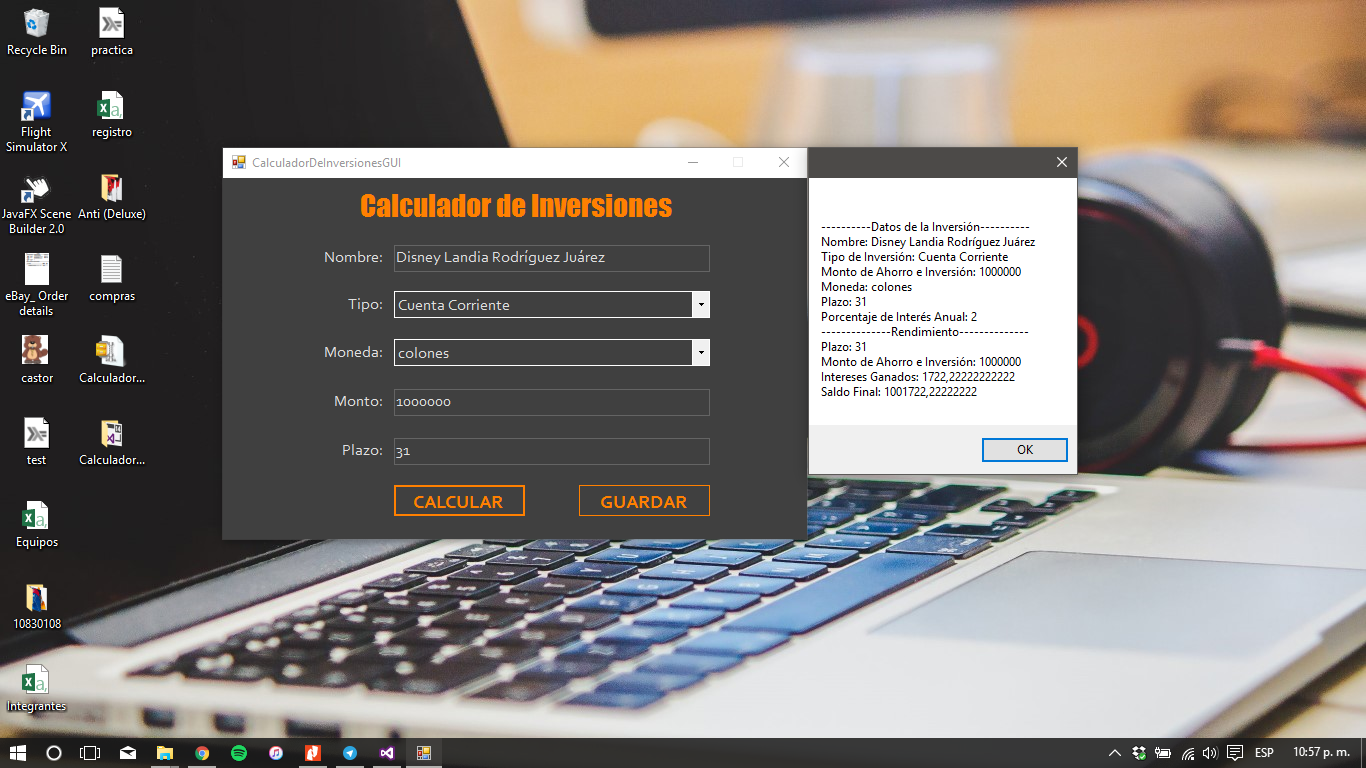 Recycle Bin
practica
Flight
Simulator X
registro
JavaFX Scene
Builder 2.0
Anti (Deluxe)
eBay_ Order
details
compras
castor
Calculador...
test
Calculador...
Equipos
10830108
Integrantes
CalculadorDeInversionesGUI
Calculador de Inversiones
Nombre: Disney Landia Rodríguez Juárez
Tipo: Cuenta Corriente
Moneda: colones
Monto: 1000000
Plazo: 31
CALCULAR GUARDAR
----------Datos de la Inversión----------
Nombre: Disney Landia Rodríguez Juárez
Tipo de Inversión: Cuenta Corriente
Monto de Ahorro e Inversión: 1000000
Moneda: colones
Plazo: 31
Porcentaje de Interés Anual: 2
--------------Rendimiento--------------
Plazo: 31
Monto de Ahorro e Inversión: 1000000
Intereses Ganados: 1722,22222222222
Saldo Final: 1001722,22222222
OK
ESP
10:57 p. m.